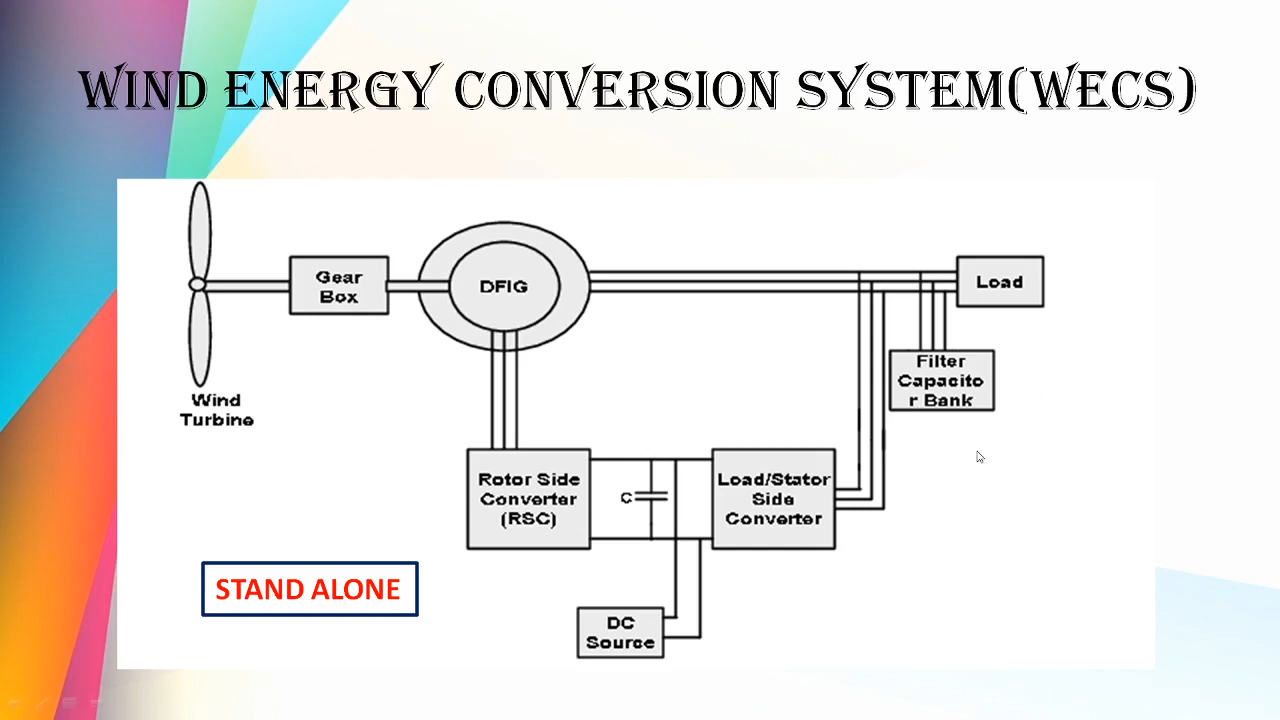 WIND ENERGY CONVERSION SYSTEM(WECS)
Gear
Box
DFIG
Load
Filter
Capacito
r Bank
Wind
Turbine
Rotor Side
Converter
(RSC)
C
Load/Stator
Side
Converter
STAND ALONE
DC
Source